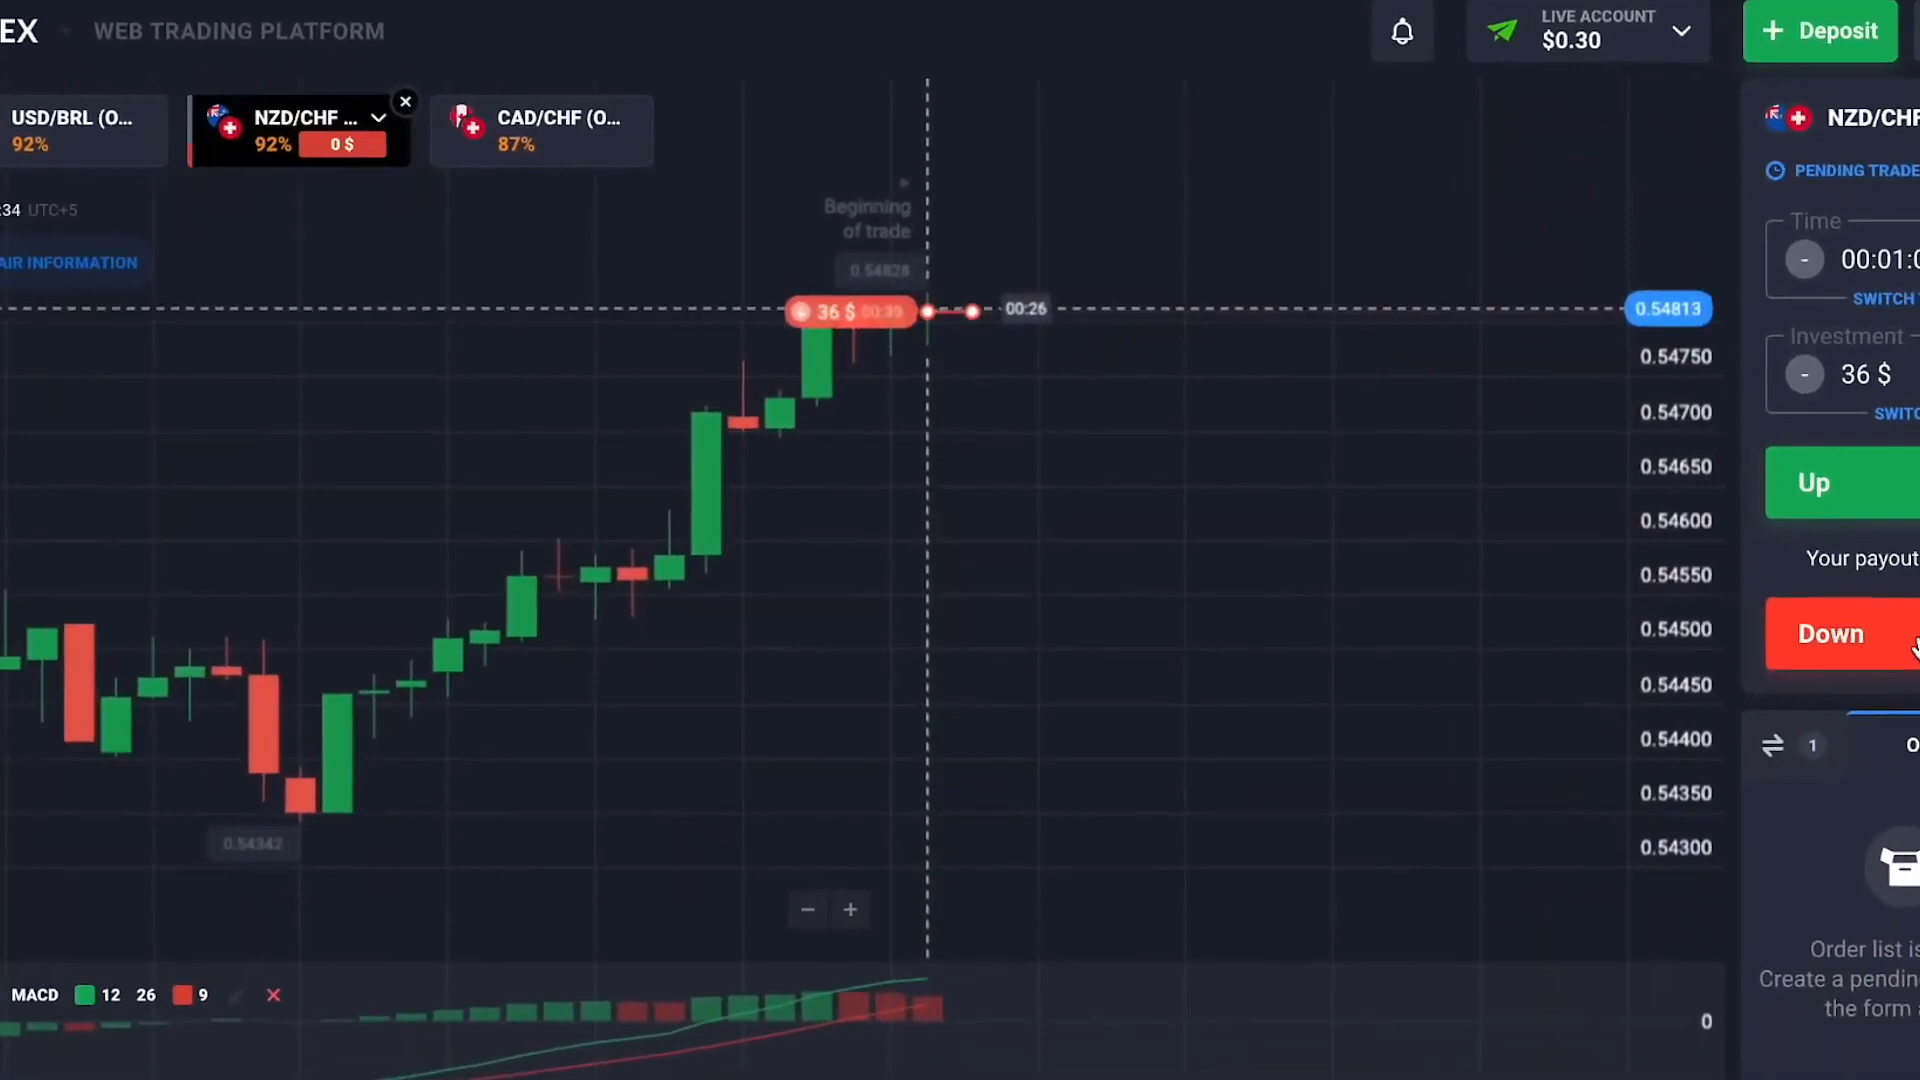 EX WEB TRADING PLATFORM
LIVE ACCOUNT
$0.30
+ Deposit
USD/BRL (O...
92%
NZD/CHF ...
92% 0 $
CAD/CHF (O...
87%
:34 UTC+5
AIR INFORMATION
Beginning
of trade
0.54828
36 $ 00:39
00:26
0.54813
0.54750
0.54700
0.54650
0.54600
0.54550
0.54500
0.54450
0.54400
0.54350
0.54300
0.54342
MACD 12 26 9
0
NZD/CHF
PENDING TRADE
Time
00:01:0
SWITCH
Investment
36 $
SWITC
Up
Your payout
Down
1
O
Order list is
Create a pending
the form